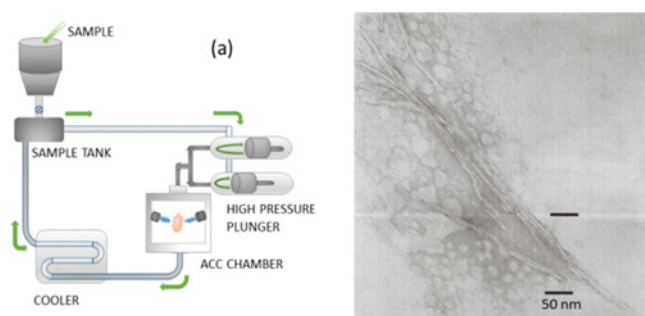 SAMPLE
(a)
SAMPLE TANK
HIGH PRESSURE
PLUNGER
ACC CHAMBER
COOLER
50 nm